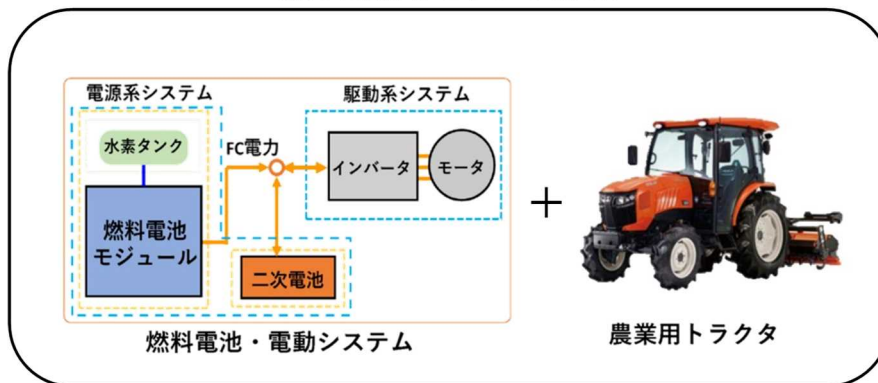 電源系システム
駆動系システム
水素タンク
FC電力
インバータ
モータ
燃料電池
モジュール
二次電池
+
燃料電池・電動システム
農業用トラクタ